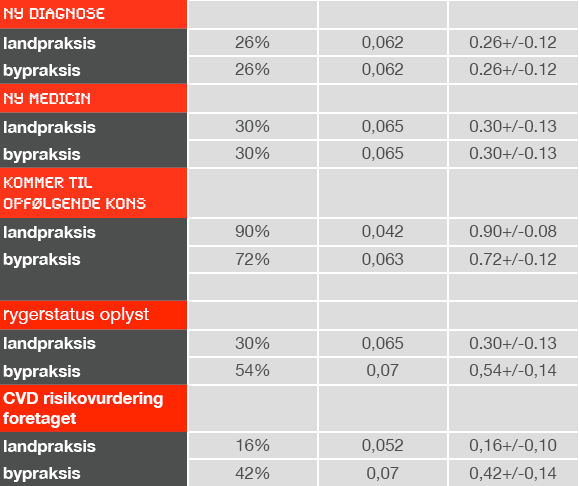 NY DIAGNOSE
landpraksis 26% 0,062 0.26+/-0.12
bypraksis 26% 0,062 0.26+/-0.12
NY MEDICIN
landpraksis 30% 0,065 0.30+/-0.13
bypraksis 30% 0,065 0.30+/-0.13
KOMMER TIL
OPFØLGENDE KONS
landpraksis 90% 0,042 0.90+/-0.08
bypraksis 72% 0,063 0.72+/-0.12
rygerstatus oplyst
landpraksis 30% 0,065 0.30+/-0.13
bypraksis 54% 0,07 0,54+/-0,14
CVD risikovurdering
foretaget
landpraksis 16% 0,052 0,16+/-0,10
bypraksis 42% 0,07 0,42+/-0,14